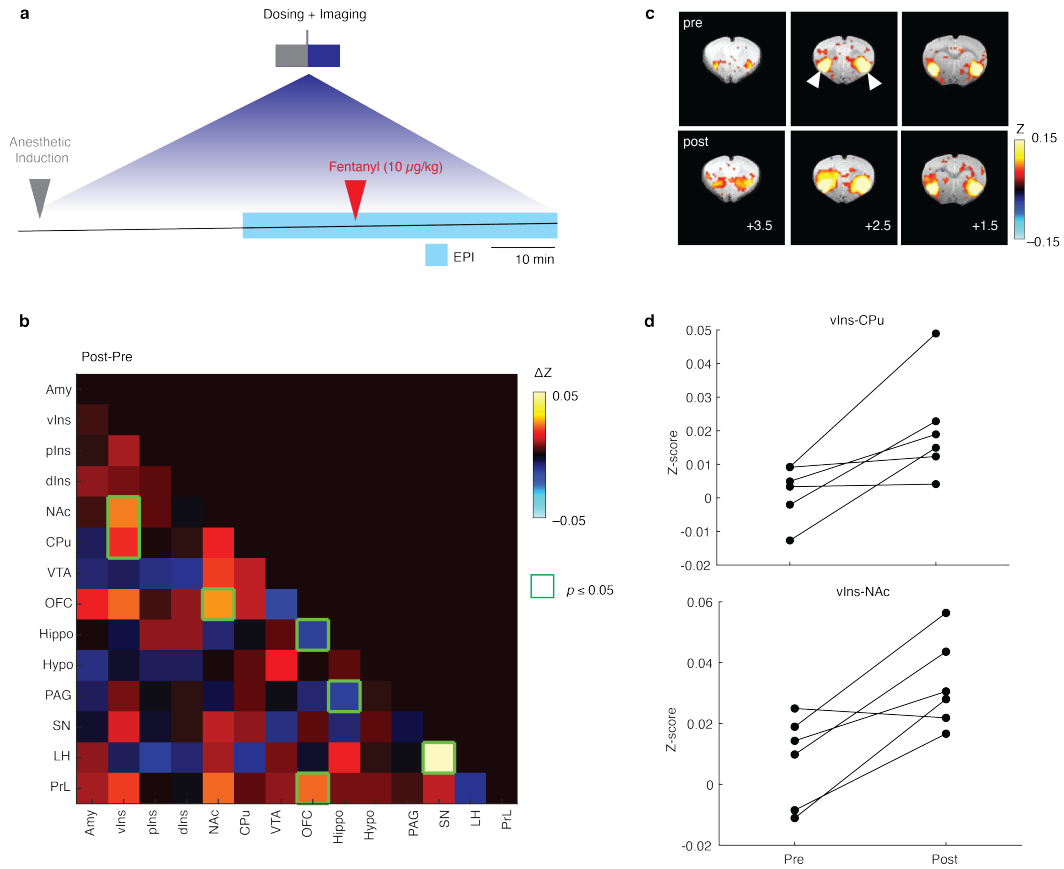 a
Dosing + Imaging
Anesthetic
Induction
Fentanyl (10 µg/kg)
EPI
10 min
b
Post-Pre
Amy
vIns
pIns
dIns
NAc
CPu
VTA
OFC
Hippo
Hypo
PAG
SN
LH
PrL
Amy
vIns
pIns
dIns
NAc
CPu
VTA
OFC
Hippo
Hypo
PAG
SN
LH
PrL
ΔZ
0.05
–0.05
p ≤ 0.05
c
pre
post
+3.5
+2.5
+1.5
Z
0.15
–0.15
d
vIns-CPu
Z-score
0.05
0.04
0.03
0.02
0.01
0
-0.01
-0.02
vIns-NAc
Z-score
0.06
0.04
0.02
0
-0.02
Pre
Post